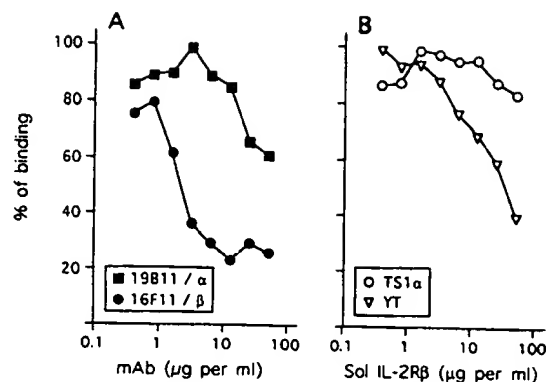 A
B
% of binding
100
80
60
40
20
19B11 / α
16F11 / β
TS1α
YT
0.1 1 10 100
0.1 1 10 100
mAb (µg per ml)
Sol IL-2Rβ (µg per ml)